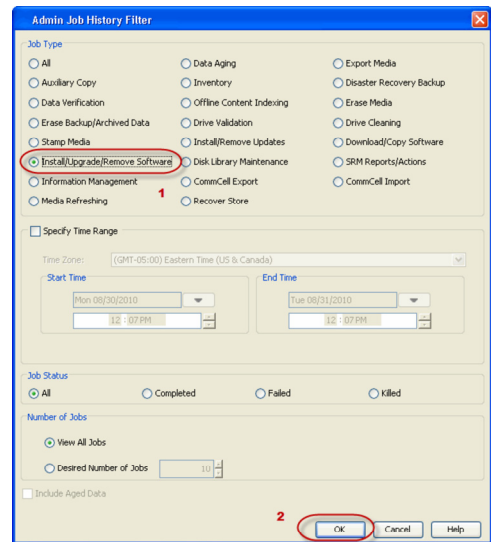 Admin Job History Filter
Job Type
All
Data Aging
Export Media
Auxiliary Copy
Inventory
Disaster Recovery Backup
Data Verification
Offline Content Indexing
Erase Media
Erase Backup/Archived Data
Drive Validation
Drive Cleaning
Stamp Media
Install/Remove Updates
Download/Copy Software
Install/Upgrade/Remove Software
Disk Library Maintenance
SRM Reports/Actions
Information Management
CommCell Export
CommCell Import
1
Media Refreshing
Recover Store
Specify Time Range
Time Zone:
(GMT-05:00) Eastern Time (US & Canada)
Start Time
End Time
Mon 08/30/2010
Tue 08/31/2010
12 : 07 PM
12 : 07 PM
Job Status
All
Completed
Failed
Killed
Number of Jobs
View All Jobs
Desired Number of Jobs
10
Include Aged Data
2
OK
Cancel
Help